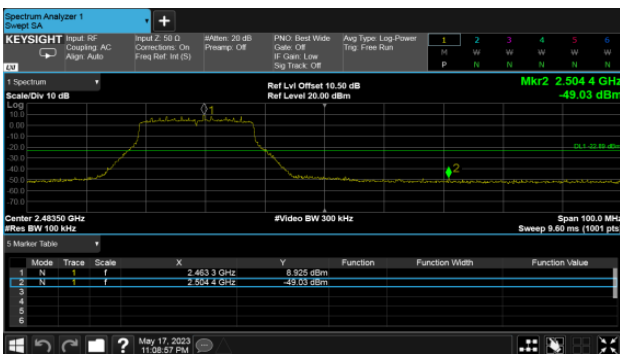 Spectrum Analyzer 1
Swept SA
+
KEYSIGHT Input: RF Input Z: 50 Ω #Atten: 20 dB PNO: Best Wide Avg Type: Log-Power 1 2 3 4 5 6
Coupling: AC Corrections: On Preamp: Off Gate: Off Trig: Free Run M W W W W W
Align: Auto Freq Ref: Int (S) IF Gain: Low P N N N N N
LXI Sig Track: Off
1 Spectrum Ref Lvl Offset 10.50 dB Mkr2 2.504 4 GHz
Scale/Div 10 dB Ref Level 20.00 dBm -49.03 dBm
Log
10.0
0.00
-10.0
-20.0
-30.0
-40.0
-50.0
-60.0
-70.0
1
DL1 -22.89 dBm
2
Center 2.48350 GHz #Video BW 300 kHz Span 100.0 MHz
#Res BW 100 kHz Sweep 9.60 ms (1001 pts)
5 Marker Table
Mode Trace Scale X Y Function Function Width Function Value
1 N 1 f 2.463 3 GHz 8.925 dBm
2 N 1 f 2.504 4 GHz -49.03 dBm
3
4
5
6
? May 17, 2023
11:08:57 PM